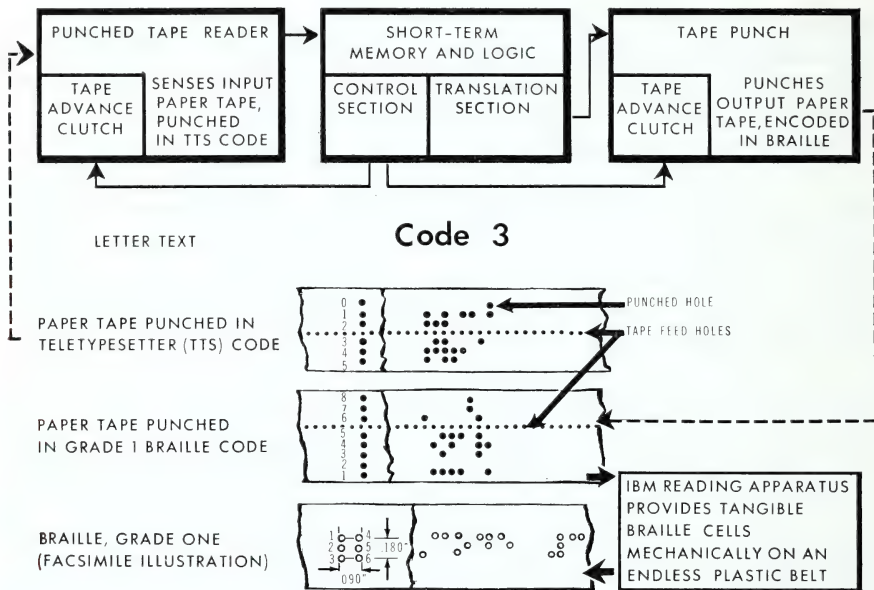 PUNCHED TAPE READER
TAPE
ADVANCE
CLUTCH
SENSES INPUT
PAPER TAPE,
PUNCHED
IN TTS CODE
SHORT-TERM
MEMORY AND LOGIC
CONTROL
SECTION
TRANSLATION
SECTION
TAPE PUNCH
TAPE
ADVANCE
CLUTCH
PUNCHES
OUTPUT PAPER
TAPE, ENCODED
IN BRAILLE
LETTER TEXT
Code 3
PAPER TAPE PUNCHED IN
TELETYPESETTER (TTS) CODE
0
1
2
3
4
5
PUNCHED HOLE
TAPE FEED HOLES
PAPER TAPE PUNCHED
IN GRADE 1 BRAILLE CODE
8
7
6
5
4
3
2
1
BRAILLE, GRADE ONE
(FACSIMILE ILLUSTRATION)
1 4
2 5
3 6
.180"
.090"
IBM READING APPARATUS
PROVIDES TANGIBLE
BRAILLE CELLS
MECHANICALLY ON AN
ENDLESS PLASTIC BELT